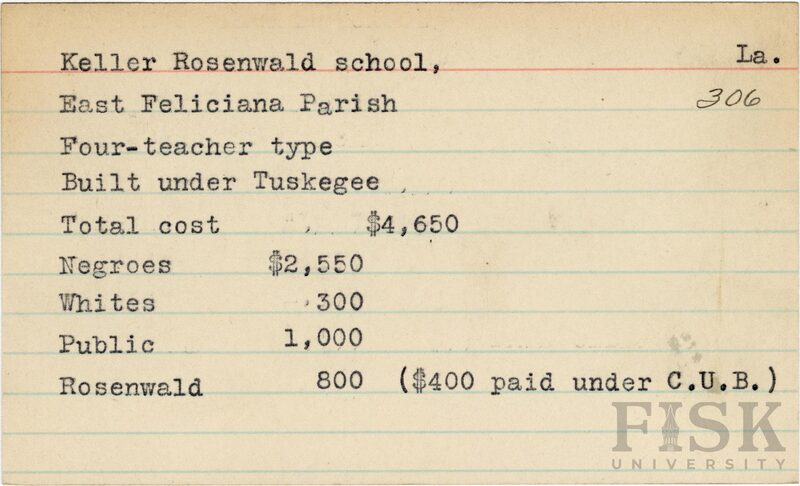 Keller Rosenwald school, La.
East Feliciana Parish 306
Four-teacher type
Built under Tuskegee
Total cost $4,650
Negroes $2,550
Whites 300
Public 1,000
Rosenwald 800 ($400 paid under C.U.B.)
FISK
UNIVERSITY